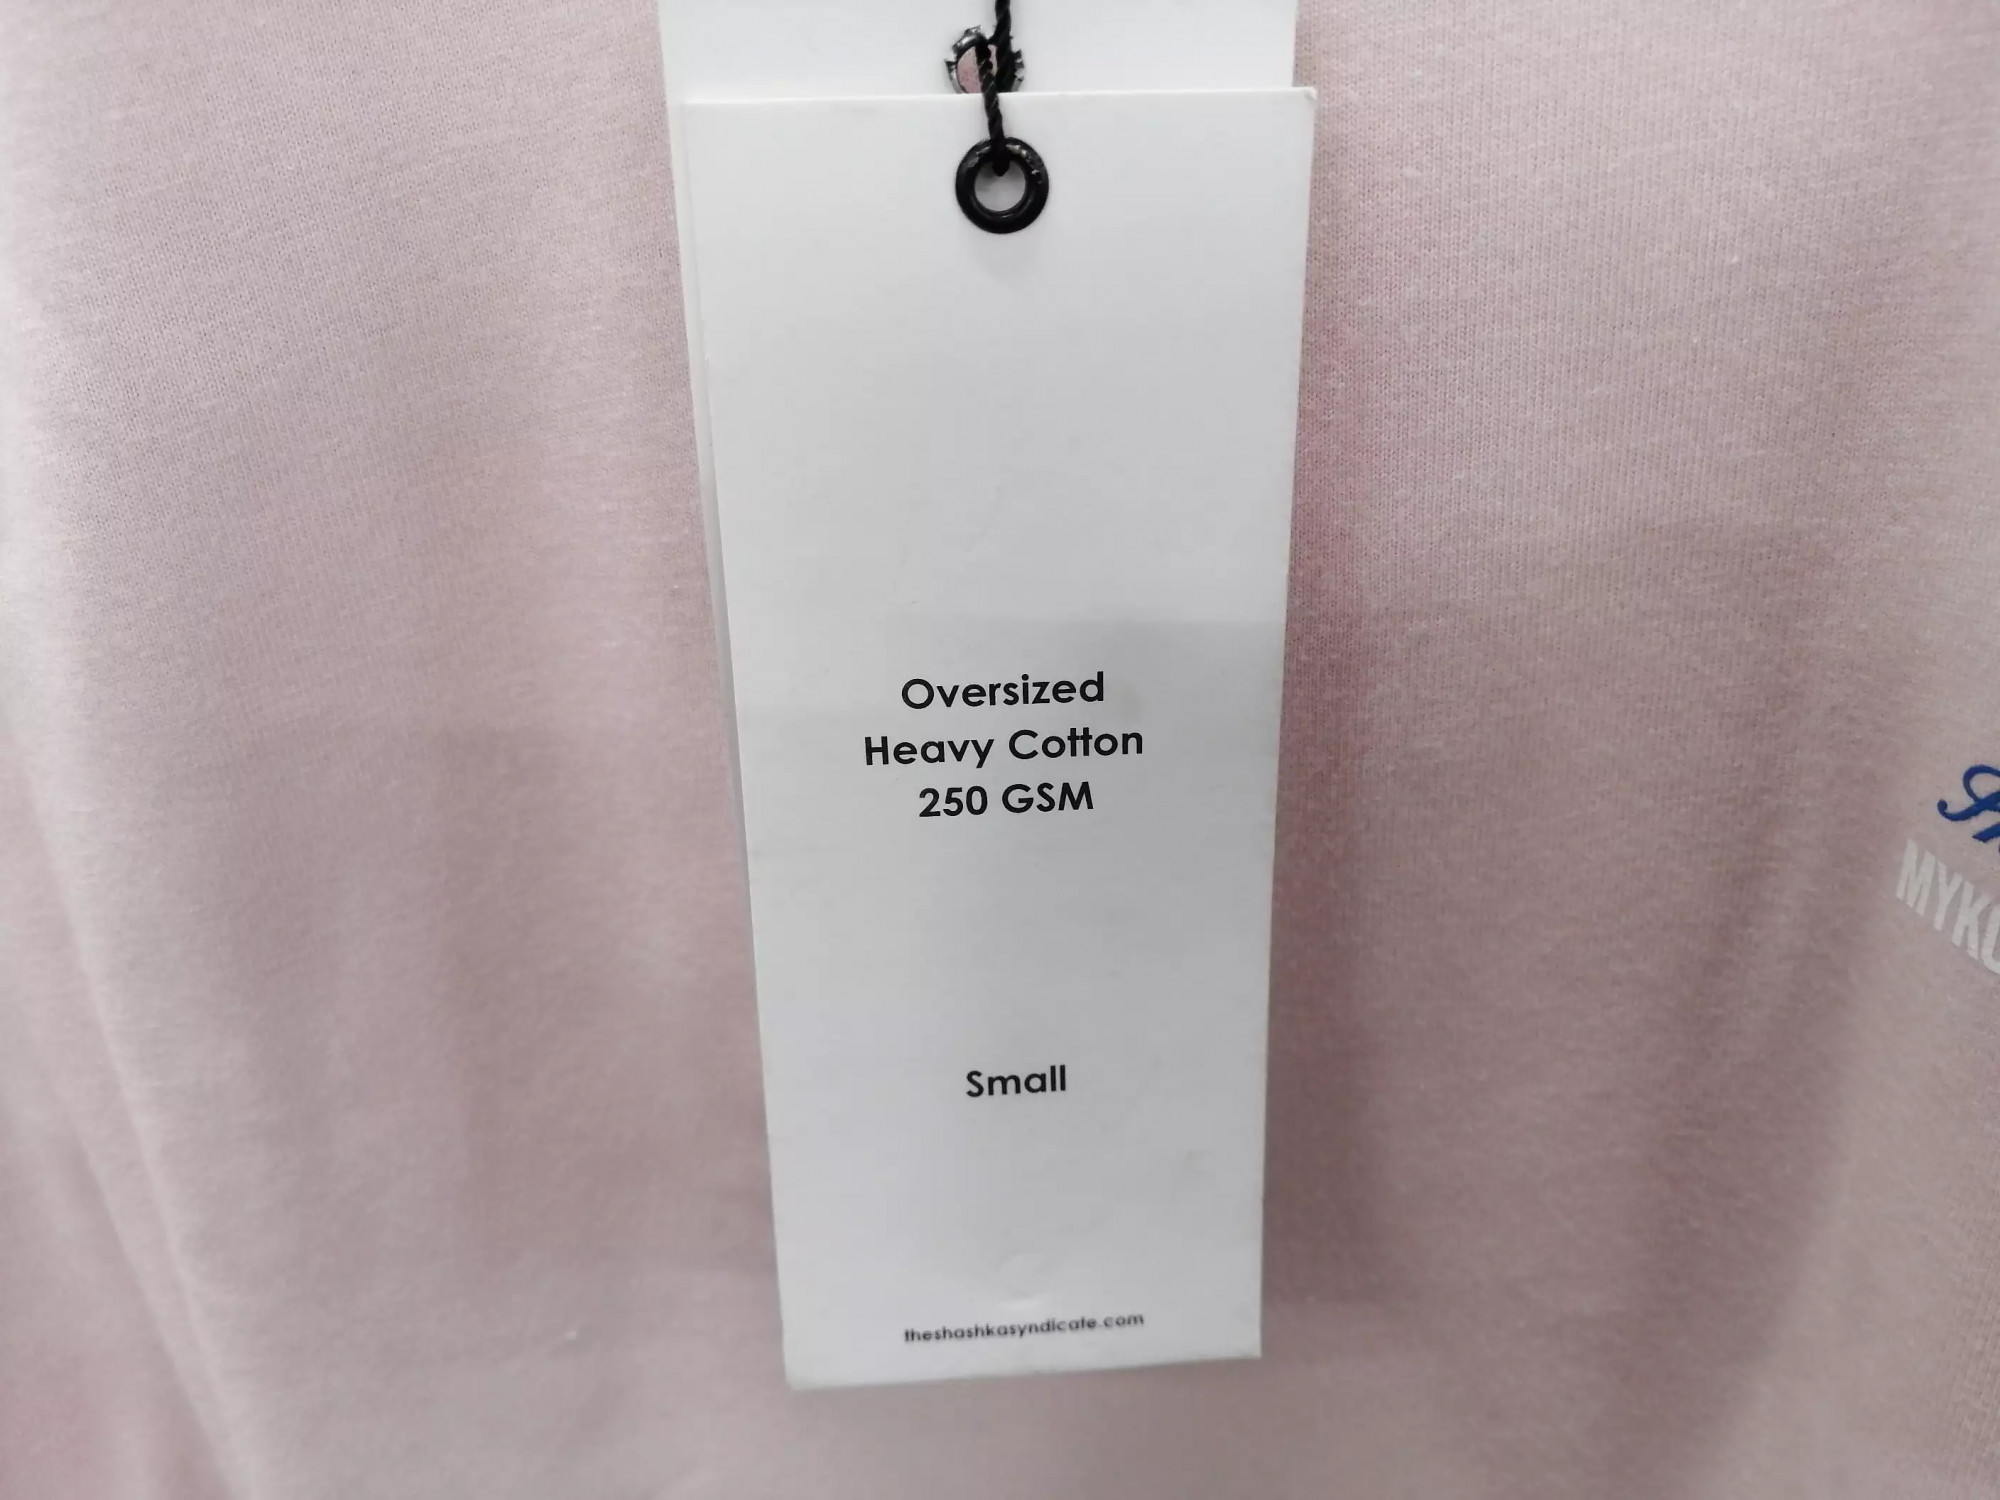 Oversized
Heavy Cotton
250 GSM
Small
theshashkasyndicate.com